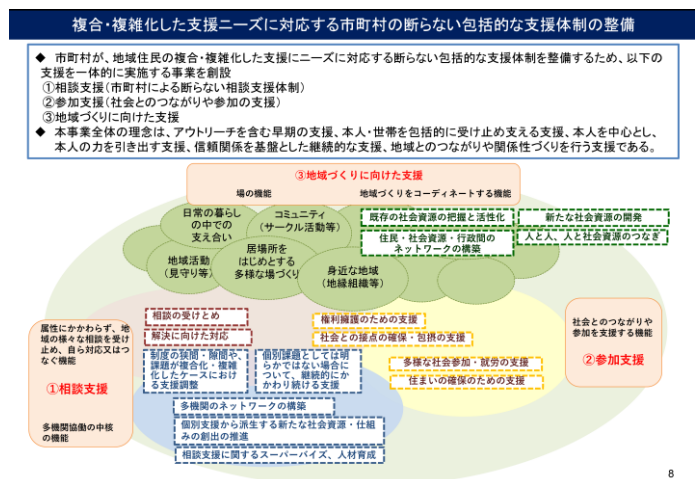 複合・複雑化した支援ニーズに対応する市町村の断らない包括的な支援体制の整備
◆ 市町村が、地域住民の複合・複雑化した支援にニーズに対応する断らない包括的な支援体制を整備するため、以下の
支援を一体的に実施する事業を創設
①相談支援(市町村による断らない相談支援体制)
②参加支援(社会とのつながりや参加の支援)
③地域づくりに向けた支援
◆ 本事業全体の理念は、アウトリーチを含む早期の支援、本人・世帯を包括的に受け止め支える支援、本人を中心とし、
本人の力を引き出す支援、信頼関係を基盤とした継続的な支援、地域とのつながりや関係性づくりを行う支援である。
③地域づくりに向けた支援
場の機能
地域づくりをコーディネートする機能
日常の暮らし
の中での
支え合い
コミュニティ
(サークル活動等)
地域活動
(見守り等)
居場所を
はじめとする
多様な場づくり
身近な地域
(地縁組織等)
既存の社会資源の把握と活性化
新たな社会資源の開発
住民・社会資源・行政間の
ネットワークの構築
人と人、人と社会資源のつなぎ
属性にかかわらず、地
域の様々な相談を受け
止め、自ら対応又はつ
なぐ機能
①相談支援
多機関協働の中核
の機能
相談の受けとめ
解決に向けた対応
制度の狭間・隙間や、
課題が複合化・複雑
化したケースにおけ
る支援調整
個別課題としては明
らかではない場合に
ついて、継続的にか
かわり続ける支援
権利擁護のための支援
社会との接点の確保・包摂の支援
多様な社会参加・就労の支援
住まいの確保のための支援
社会とのつながりや
参加を支援する機能
②参加支援
多機関のネットワークの構築
個別支援から派生する新たな社会資源・仕組
みの創出の推進
相談支援に関するスーパーバイズ、人材育成
8